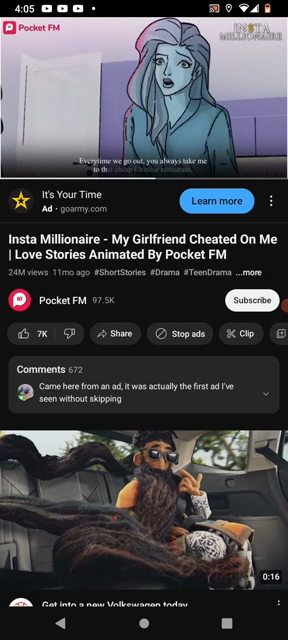 4:05
Pocket FM
INSTA
MILLIONAIRE
Everytime we go out, you always take me
to that cheap Chinese restaurant.
It's Your Time
Ad · goarmy.com
Learn more
Insta Millionaire - My Girlfriend Cheated On Me
| Love Stories Animated By Pocket FM
24M views 11mo ago #ShortStories #Drama #TeenDrama ...more
Pocket FM 97.5K
Subscribe
7K
Share
Stop ads
Clip
Comments 672
Came here from an ad, it was actually the first ad I've
seen without skipping
0:16
Get into a new Volkswagen today